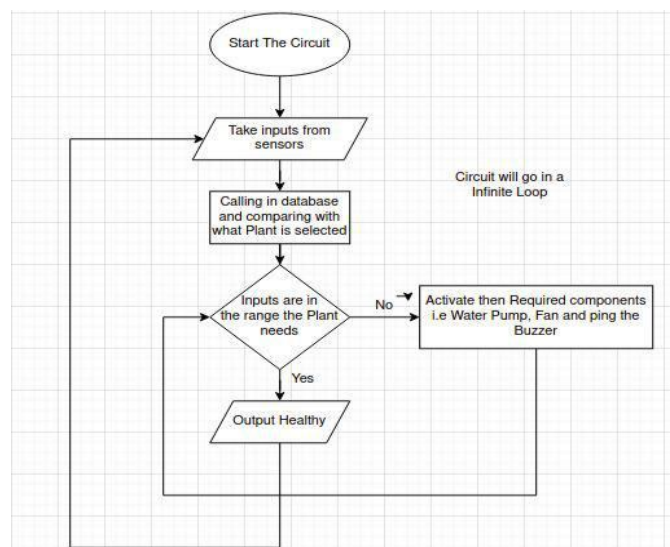 Start The Circuit
Take inputs from
sensors
Circuit will go in a
Infinite Loop
Calling in database
and comparing with
what Plant is selected
Inputs are in
the range the Plant
needs
No
Activate then Required components
i.e Water Pump, Fan and ping the
Buzzer
Yes
Output Healthy